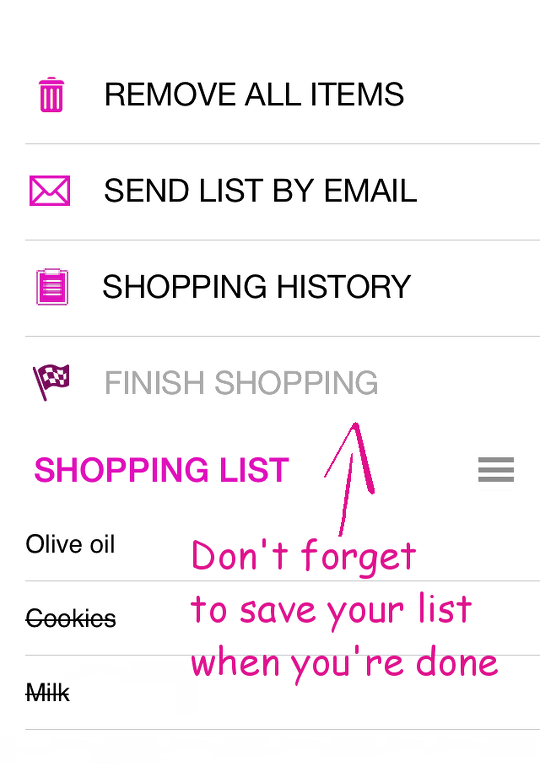 REMOVE ALL ITEMS
SEND LIST BY EMAIL
SHOPPING HISTORY
FINISH SHOPPING
SHOPPING LIST
Olive oil
Cookies
Milk
Don't forget
to save your list
when you're done